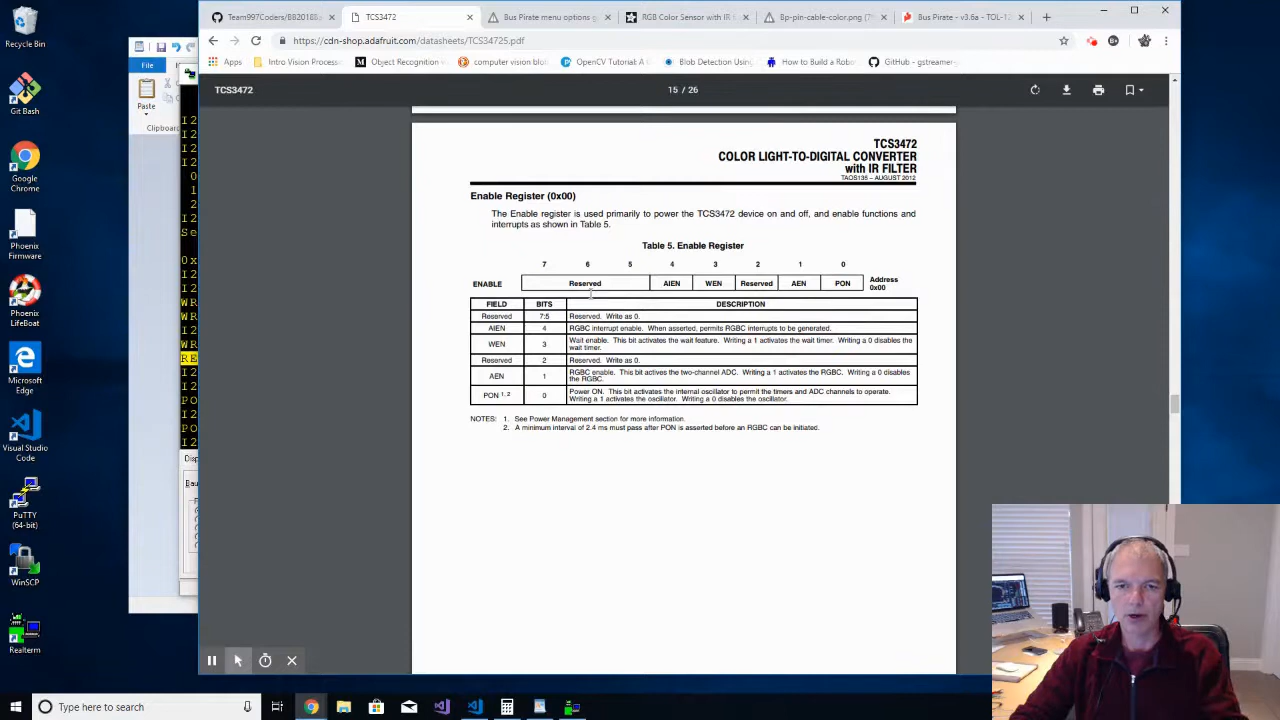 Recycle Bin
Git Bash
Google Chrome
Phoenix Firmware
Phoenix LifeBoat
Microsoft Edge
Visual Studio Code
PuTTY (64-bit)
WinSCP
Realterm
File
Paste
Clipboard
Team997Coders/BB2018Ba
TCS3472
Bus Pirate menu options g
RGB Color Sensor with IR
Bp-pin-cable-color.png (7
Bus Pirate - v3.6a - TOL-12
https://cdn-shop.adafruit.com/datasheets/TCS34725.pdf
Apps
Intro Vision Process
Object Recognition
computer vision blo
OpenCV Tutorial: A
Blob Detection Using
How to Build a Robo
GitHub - gstreamer-
TCS3472
15 / 26
TCS3472
COLOR LIGHT-TO-DIGITAL CONVERTER
with IR FILTER
TAOS135 – AUGUST 2012
Enable Register (0x00)
The Enable register is used primarily to power the TCS3472 device on and off, and enable functions and
interrupts as shown in Table 5.
Table 5. Enable Register
7 6 5 4 3 2 1 0
ENABLE Reserved AIEN WEN Reserved AEN PON Address 0x00
FIELD BITS DESCRIPTION
Reserved 7:5 Reserved. Write as 0.
AIEN 4 RGBC interrupt enable. When asserted, permits RGBC interrupts to be generated.
WEN 3 Wait enable. This bit activates the wait feature. Writing a 1 activates the wait timer. Writing a 0 disables the
wait timer.
Reserved 2 Reserved. Write as 0.
AEN 1 RGBC enable. This bit actives the two-channel ADC. Writing a 1 activates the RGBC. Writing a 0 disables
the RGBC.
PON 1, 2 0 Power ON. This bit activates the internal oscillator to permit the timers and ADC channels to operate.
Writing a 1 activates the oscillator. Writing a 0 disables the oscillator.
NOTES: 1. See Power Management section for more information.
2. A minimum interval of 2.4 ms must pass after PON is asserted before an RGBC can be initiated.
Type here to search